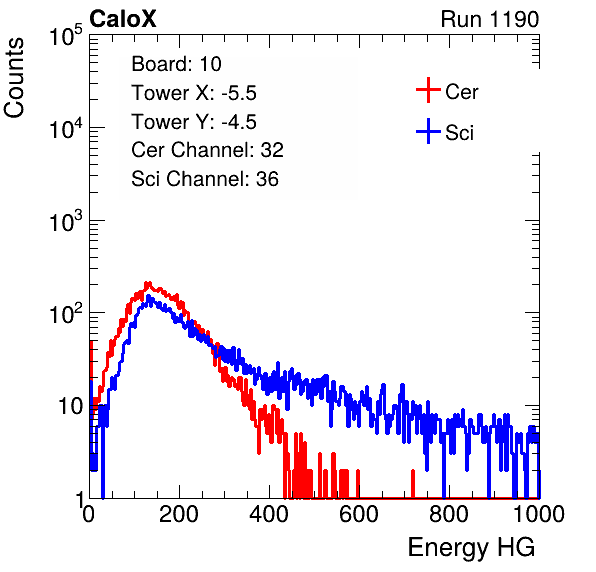 CaloX Run 1190
Counts
10^5
10^4
10^3
10^2
10
1
Board: 10
Tower X: -5.5
Tower Y: -4.5
Cer Channel: 32
Sci Channel: 36
Cer
Sci
0 200 400 600 800 1000
Energy HG